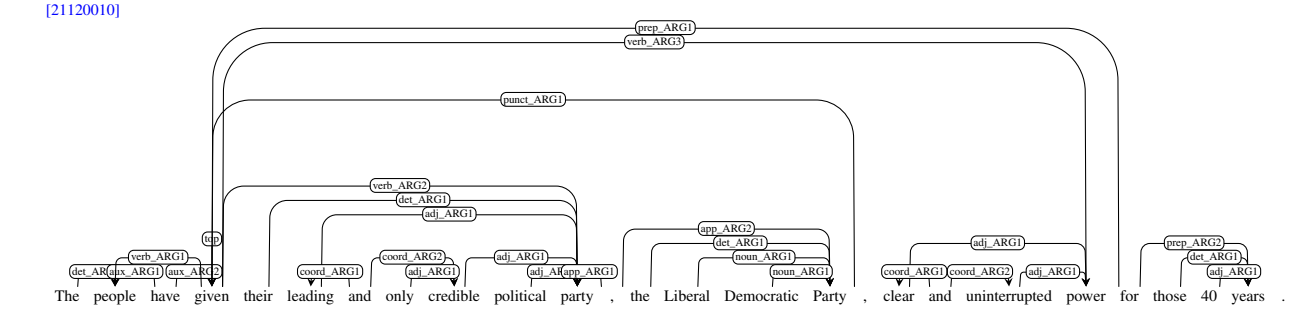 [21120010]
prep_ARG1
verb_ARG3
punct_ARG1
verb_ARG2
det_ARG1
adj_ARG1
app_ARG2
top
det_ARG1
adj_ARG1
prep_ARG2
verb_ARG1
coord_ARG2
adj_ARG1
noun_ARG1
det_ARG1
det_AR
aux_ARG1
aux_ARG2
coord_ARG1
adj_ARG1
adj_AR
app_ARG1
noun_ARG1
coord_ARG1
coord_ARG2
adj_ARG1
adj_ARG1
The people have given their leading and only credible political party , the Liberal Democratic Party , clear and uninterrupted power for those 40 years .